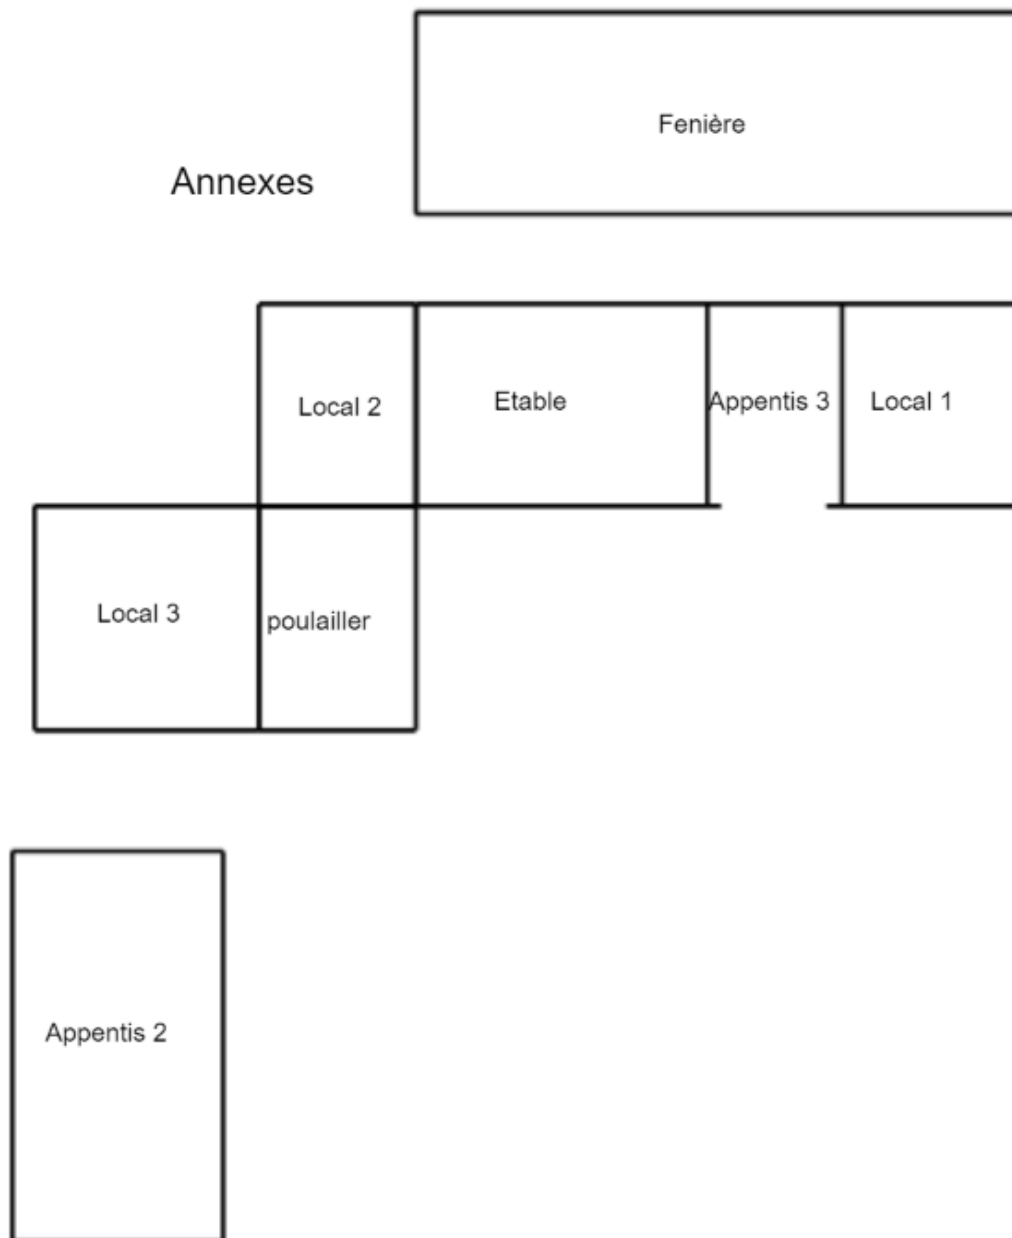 Fenière
Annexes
Local 2
Etable
Appentis 3
Local 1
Local 3
poulailler
Appentis 2